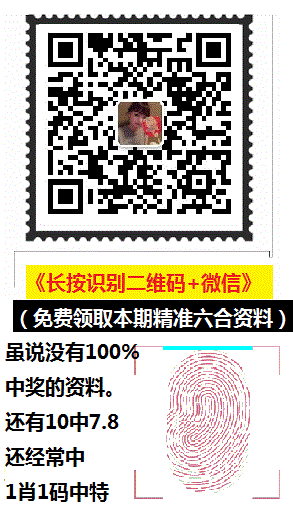 《长按识别二维码+微信》
(免费领取本期精准六合资料)
虽说没有100%
中奖的资料。
还有10中7.8
还经常中
1肖1码中特